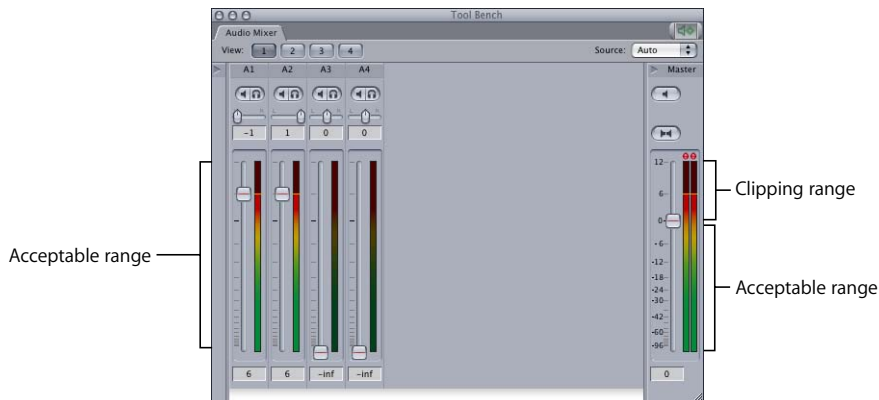 Tool Bench
Audio Mixer
View: 1 2 3 4
Source: Auto
A1 A2 A3 A4
Master
L R L R L R L R
-1 1 0 0
12
6
0
-6
-12
-18
-24
-30
-42
-60
-96
6 6 -inf -inf
0
Acceptable range
Clipping range
Acceptable range